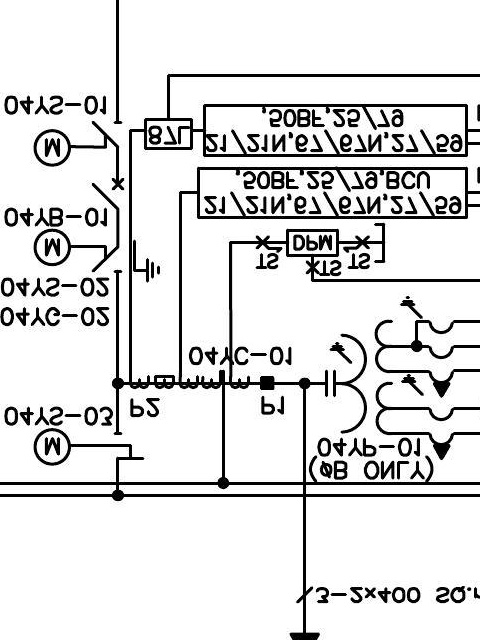 3-2x400 SQ.
(øB ONLY)
04YP-01
M
04YS-03
P2
P1
04YC-01
04YG-02
04YS-02
TS
TS
TS
DPM
M
04YB-01
21/21N,67/67N,27/59
,50BF,25/79,BCU
M
21/21N,67/67N,27/59
,50BF,25/79
87L
04YS-01